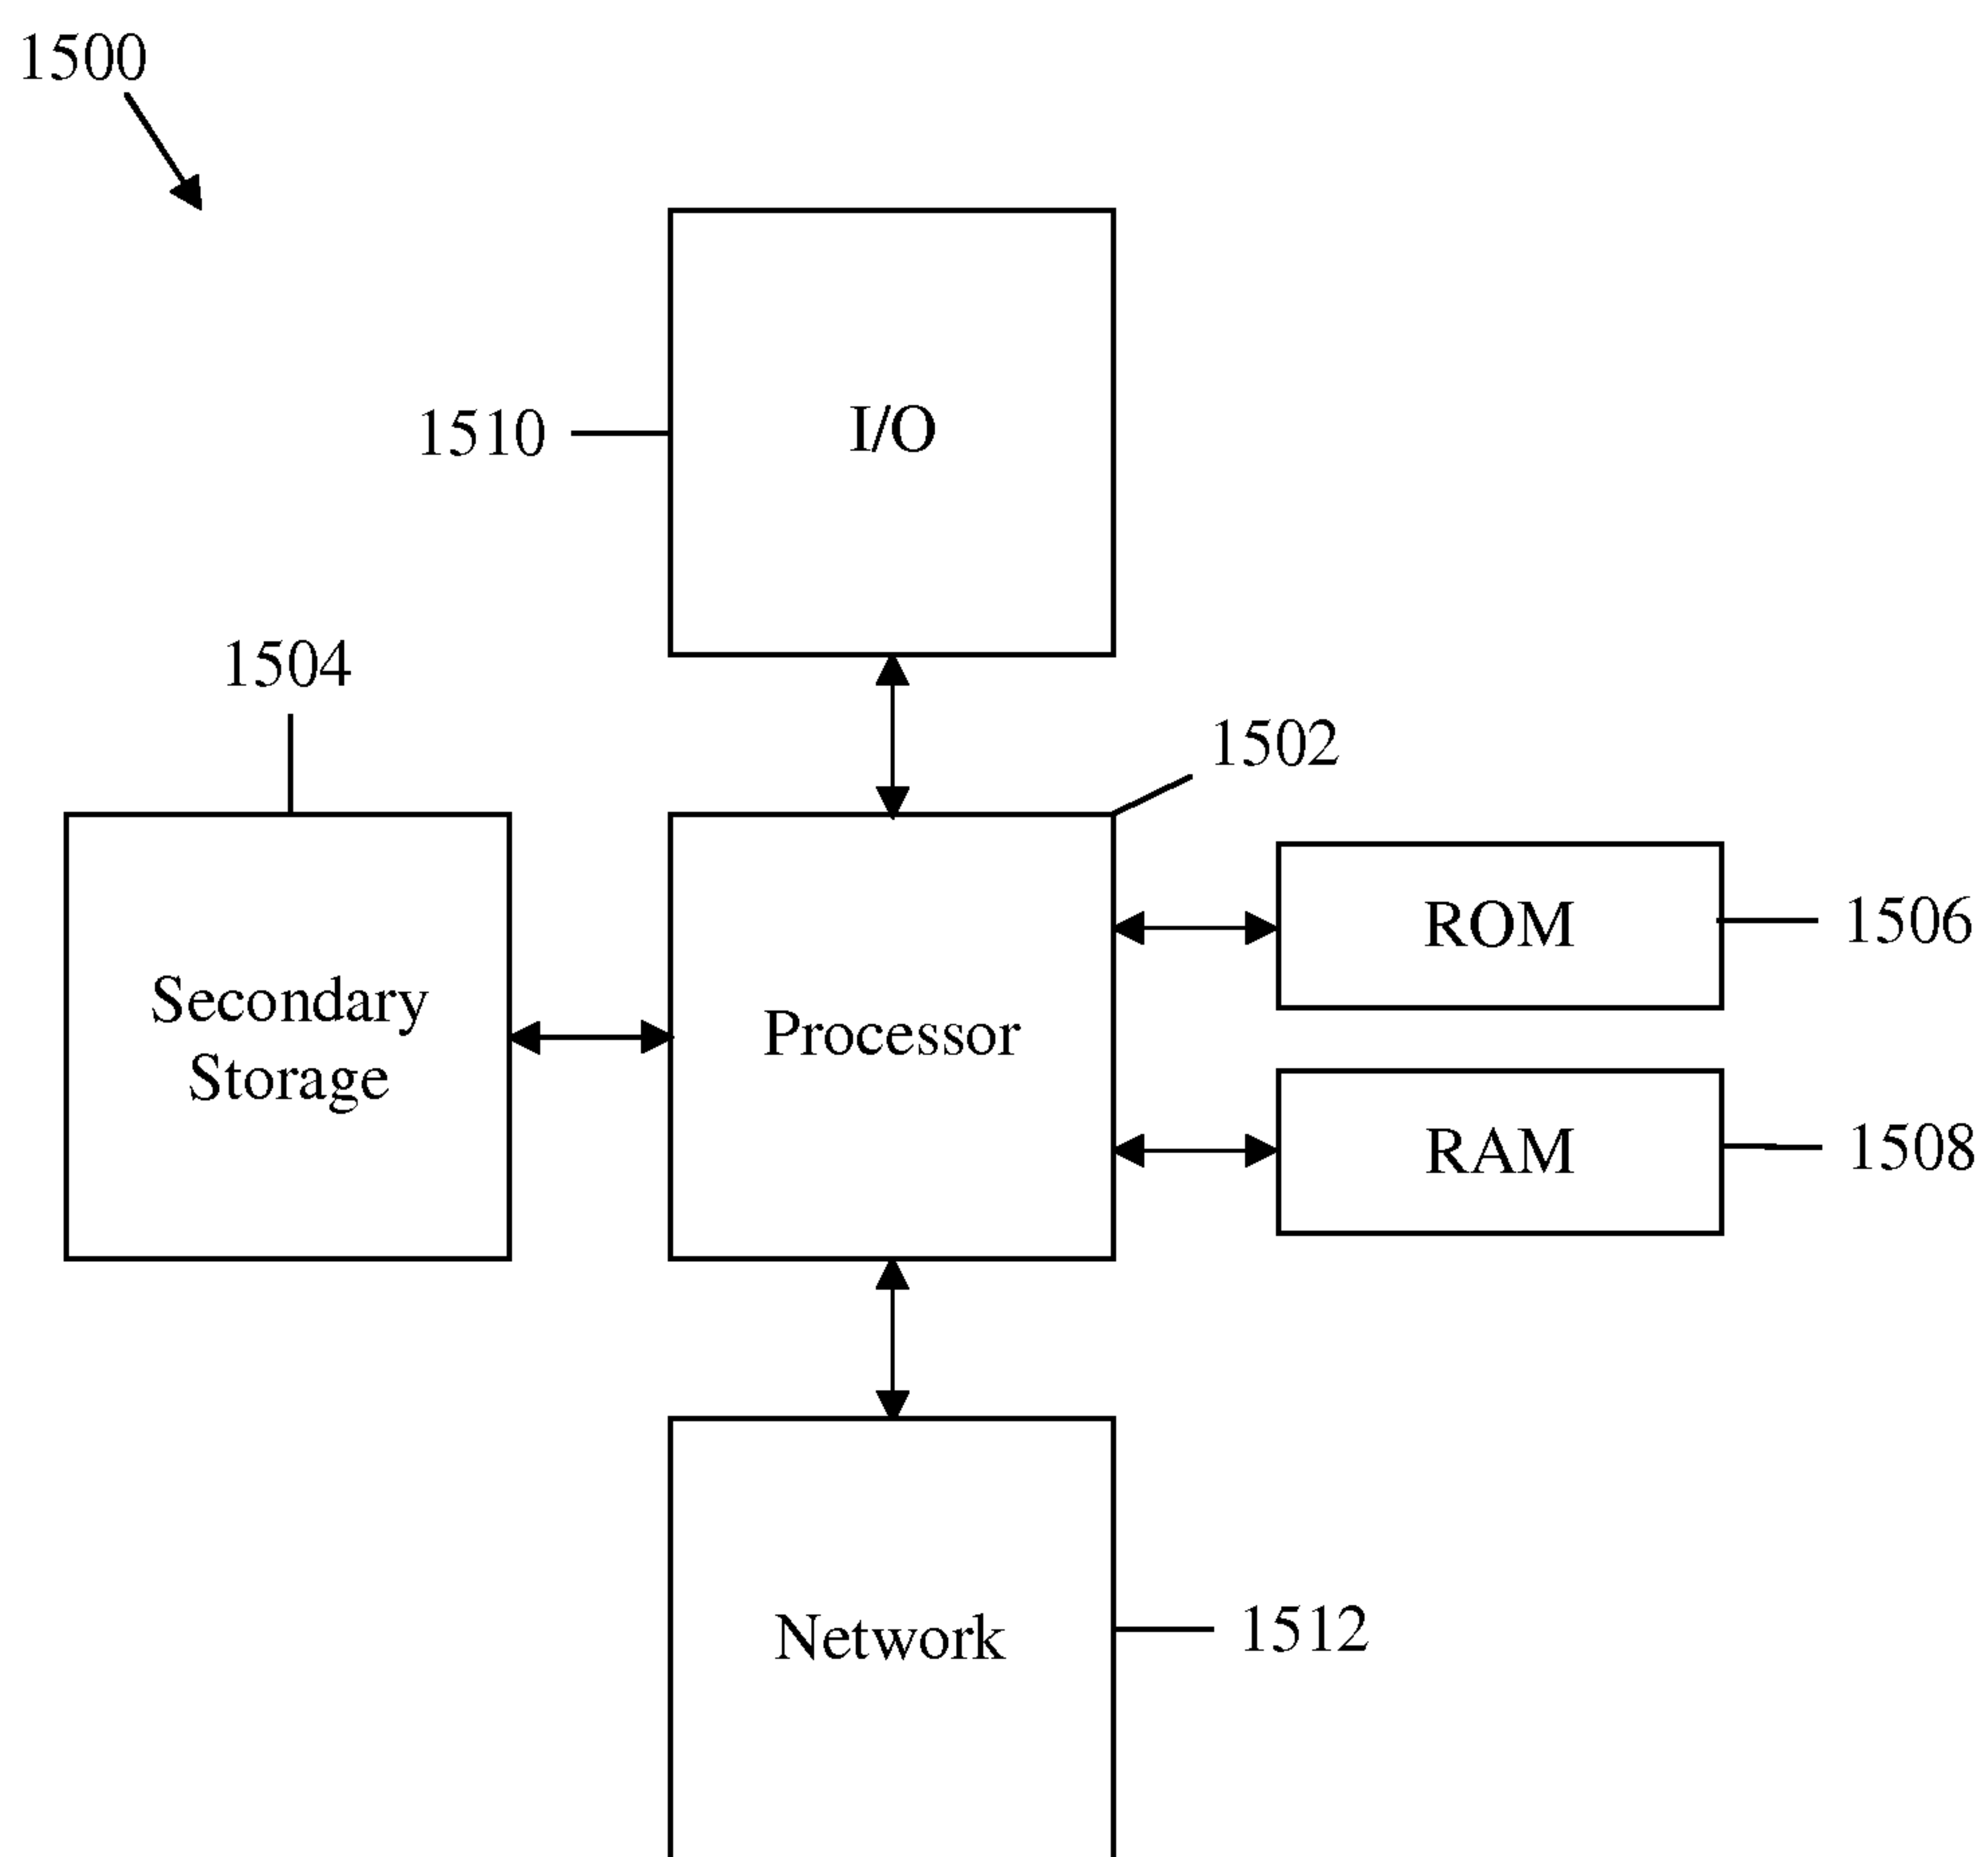 1500
1510
I/O
1504
1502
Secondary
Storage
Processor
ROM
1506
RAM
1508
Network
1512